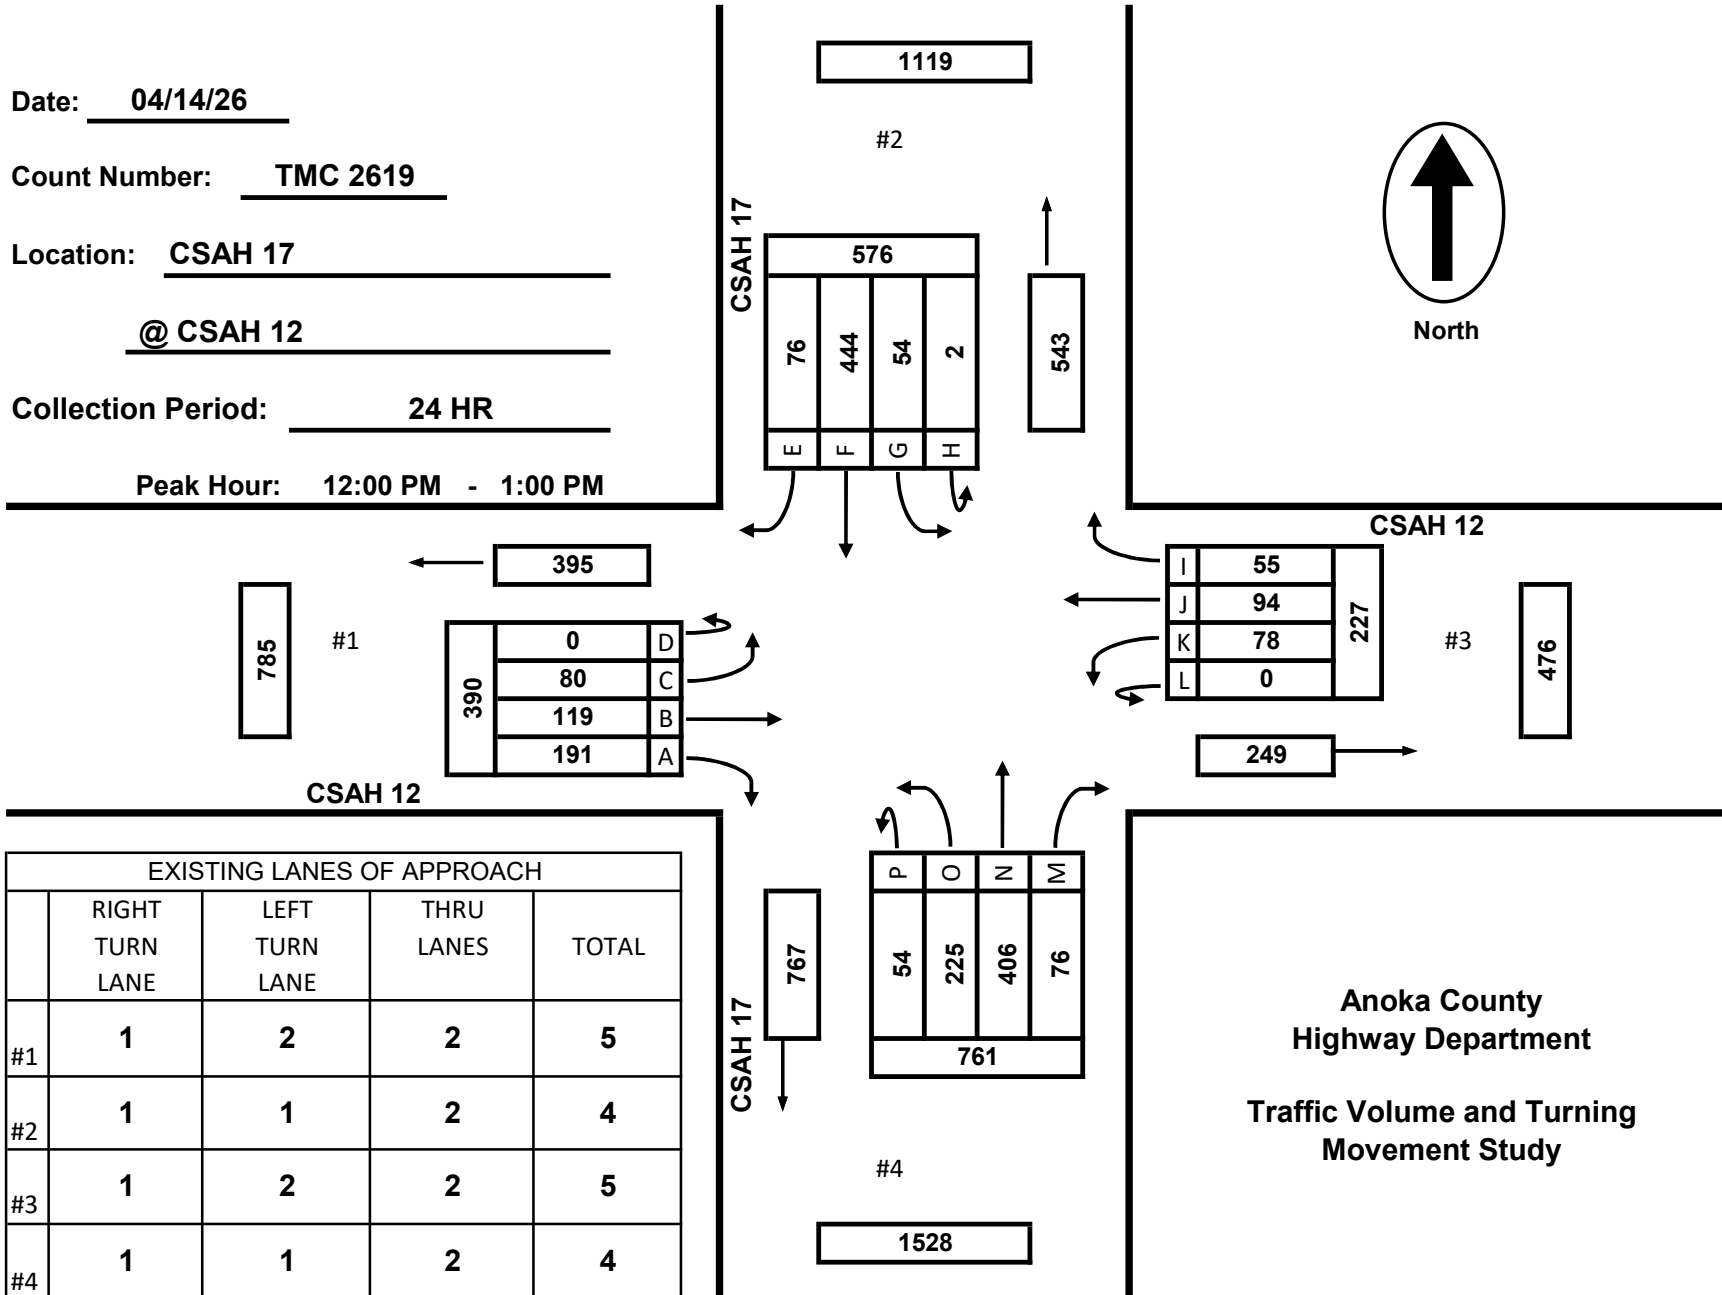 Date: 04/14/26
Count Number: TMC 2619
Location: CSAH 17
@ CSAH 12
Collection Period: 24 HR
Peak Hour: 12:00 PM - 1:00 PM
1119
#2
CSAH 17
576
76 444 54 2
E F G H
543
North
CSAH 12
395
785
#1
390
0 D
80 C
119 B
191 A
CSAH 12
I 55
J 94
K 78
L 0
227
#3
476
249
P O N M
54 225 406 76
761
767
CSAH 17
#4
1528
EXISTING LANES OF APPROACH
RIGHT LEFT THRU
TURN TURN LANES TOTAL
LANE LANE
#1 1 2 2 5
#2 1 1 2 4
#3 1 2 2 5
#4 1 1 2 4
Anoka County
Highway Department
Traffic Volume and Turning
Movement Study